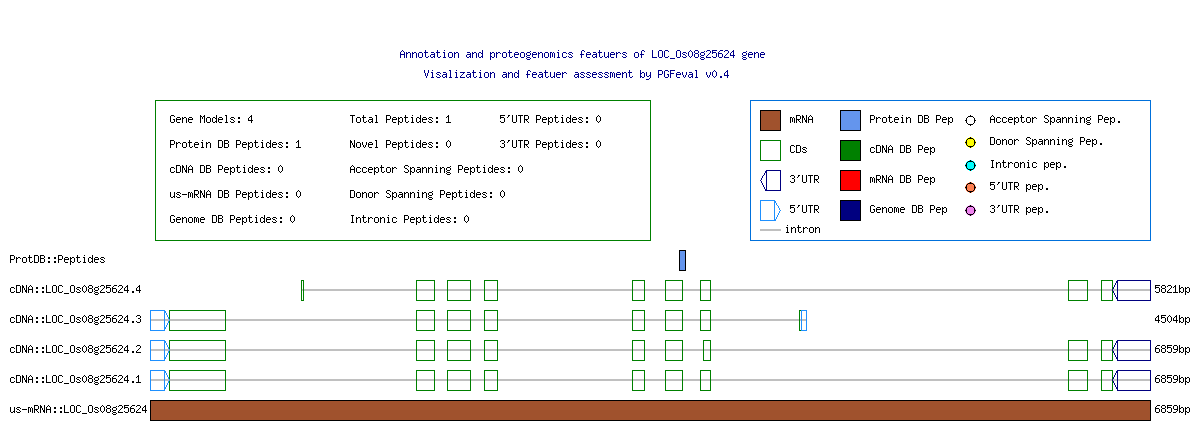 Annotation and proteogenomics featuers of LOC_Os08g25624 gene
Visalization and featuer assessment by PGFeval v0.4
Gene Models: 4 Total Peptides: 1 5'UTR Peptides: 0
Protein DB Peptides: 1 Novel Peptides: 0 3'UTR Peptides: 0
cDNA DB Peptides: 0 Acceptor Spanning Peptides: 0
us-mRNA DB Peptides: 0 Donor Spanning Peptides: 0
Genome DB Peptides: 0 Intronic Peptides: 0
mRNA Protein DB Pep Acceptor Spanning Pep.
CDs cDNA DB Pep Donor Spanning Pep.
Intronic pep.
3'UTR mRNA DB Pep 5'UTR pep.
5'UTR Genome DB Pep 3'UTR pep.
intron
ProtDB::Peptides
cDNA::LOC_Os08g25624.4 5821bp
cDNA::LOC_Os08g25624.3 4504bp
cDNA::LOC_Os08g25624.2 6859bp
cDNA::LOC_Os08g25624.1 6859bp
us-mRNA::LOC_Os08g25624 6859bp